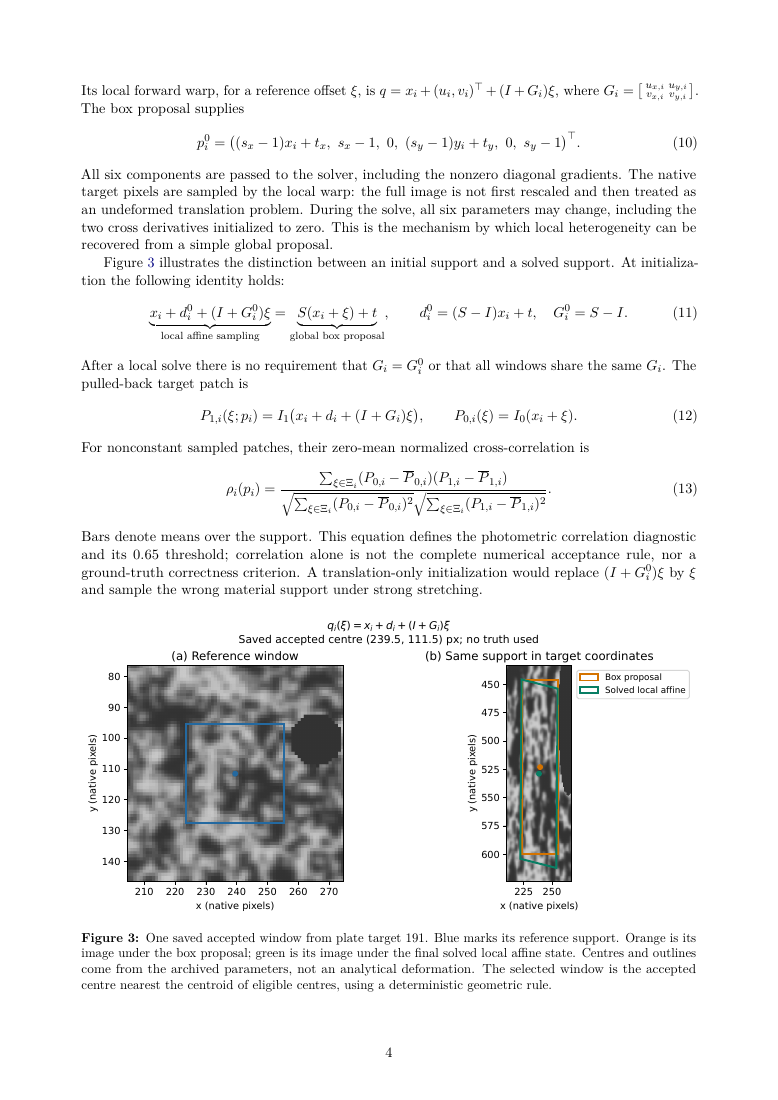 Its local forward warp, for a reference offset ξ, is q = x_i + (u_i, v_i)^⊤ + (I + G_i)ξ, where G_i = [ u_{x,i} u_{y,i} ; v_{x,i} v_{y,i} ].
The box proposal supplies
p_i^0 = ((s_x − 1)x_i + t_x, s_x − 1, 0, (s_y − 1)y_i + t_y, 0, s_y − 1)^⊤. (10)
All six components are passed to the solver, including the nonzero diagonal gradients. The native
target pixels are sampled by the local warp: the full image is not first rescaled and then treated as
an undeformed translation problem. During the solve, all six parameters may change, including the
two cross derivatives initialized to zero. This is the mechanism by which local heterogeneity can be
recovered from a simple global proposal.
Figure 3 illustrates the distinction between an initial support and a solved support. At initializa-
tion the following identity holds:
x_i + d_i^0 + (I + G_i^0)ξ = S(x_i + ξ) + t , d_i^0 = (S − I)x_i + t, G_i^0 = S − I. (11)
local affine sampling global box proposal
After a local solve there is no requirement that G_i = G_i^0 or that all windows share the same G_i. The
pulled-back target patch is
P_{1,i}(ξ; p_i) = I_1(x_i + d_i + (I + G_i)ξ), P_{0,i}(ξ) = I_0(x_i + ξ). (12)
For nonconstant sampled patches, their zero-mean normalized cross-correlation is
ρ_i(p_i) = ∑_{ξ∈Ξ_i}(P_{0,i} − P̅_{0,i})(P_{1,i} − P̅_{1,i}) / √(∑_{ξ∈Ξ_i}(P_{0,i} − P̅_{0,i})^2) √(∑_{ξ∈Ξ_i}(P_{1,i} − P̅_{1,i})^2). (13)
Bars denote means over the support. This equation defines the photometric correlation diagnostic
and its 0.65 threshold; correlation alone is not the complete numerical acceptance rule, nor a
ground-truth correctness criterion. A translation-only initialization would replace (I + G_i^0)ξ by ξ
and sample the wrong material support under strong stretching.
q_i(ξ) = x_i + d_i + (I + G_i)ξ
Saved accepted centre (239.5, 111.5) px; no truth used
(a) Reference window
80
90
100
110
120
130
140
y (native pixels)
210 220 230 240 250 260 270
x (native pixels)
(b) Same support in target coordinates
450
475
500
525
550
575
600
y (native pixels)
225 250
x (native pixels)
Box proposal
Solved local affine
Figure 3: One saved accepted window from plate target 191. Blue marks its reference support. Orange is its
image under the box proposal; green is its image under the final solved local affine state. Centres and outlines
come from the archived parameters, not an analytical deformation. The selected window is the accepted
centre nearest the centroid of eligible centres, using a deterministic geometric rule.
4